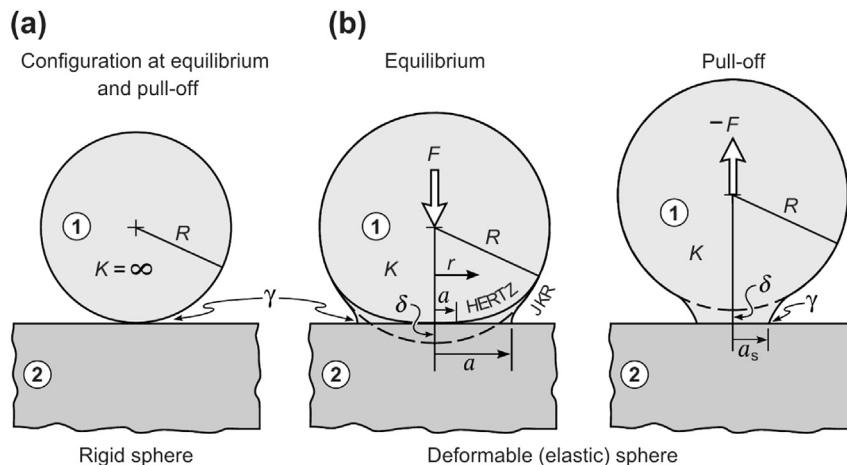 (a)
Configuration at equilibrium
and pull-off
1
R
K = ∞
γ
2
Rigid sphere
(b)
Equilibrium
F
1
R
K
r
a
HERTZ
JKR
δ
a
2
Pull-off
–F
1
R
K
δ
γ
aₛ
2
Deformable (elastic) sphere